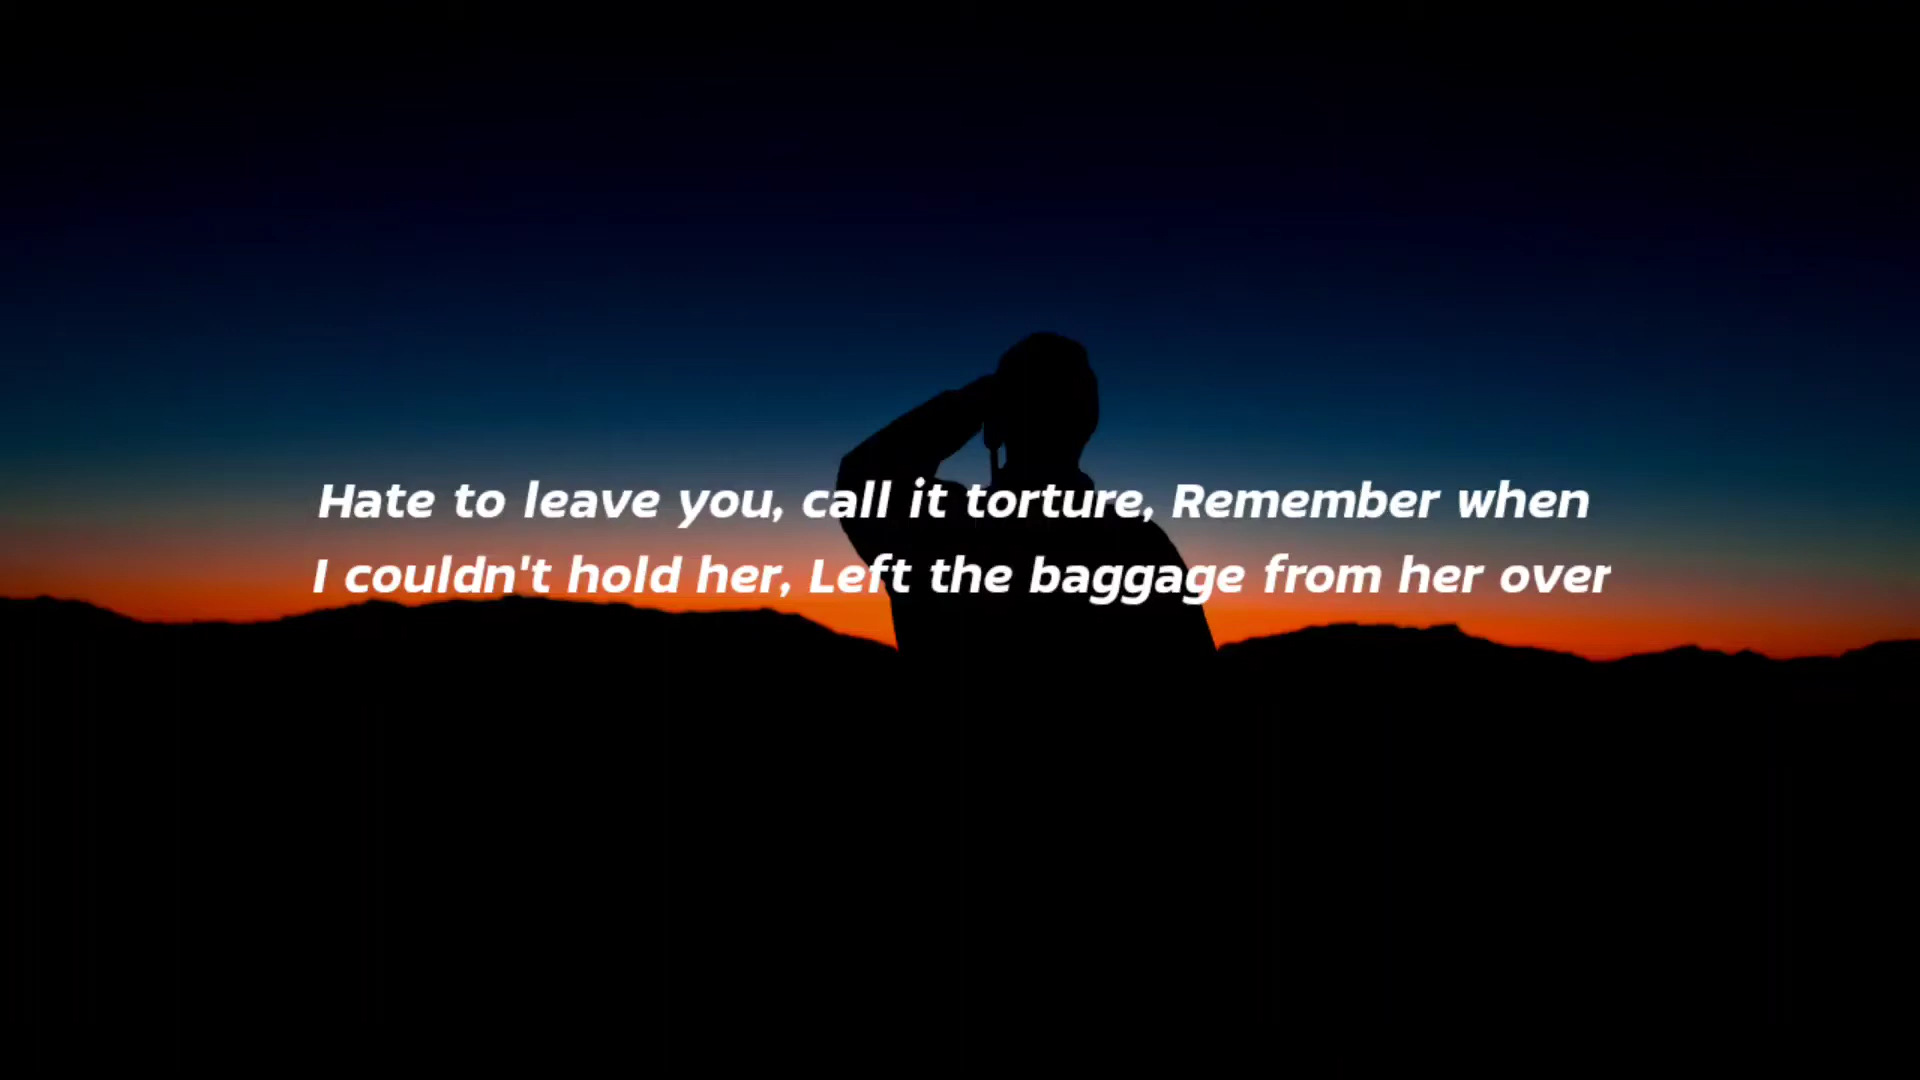 Hate to leave you, call it torture, Remember when
I couldn't hold her, Left the baggage from her over